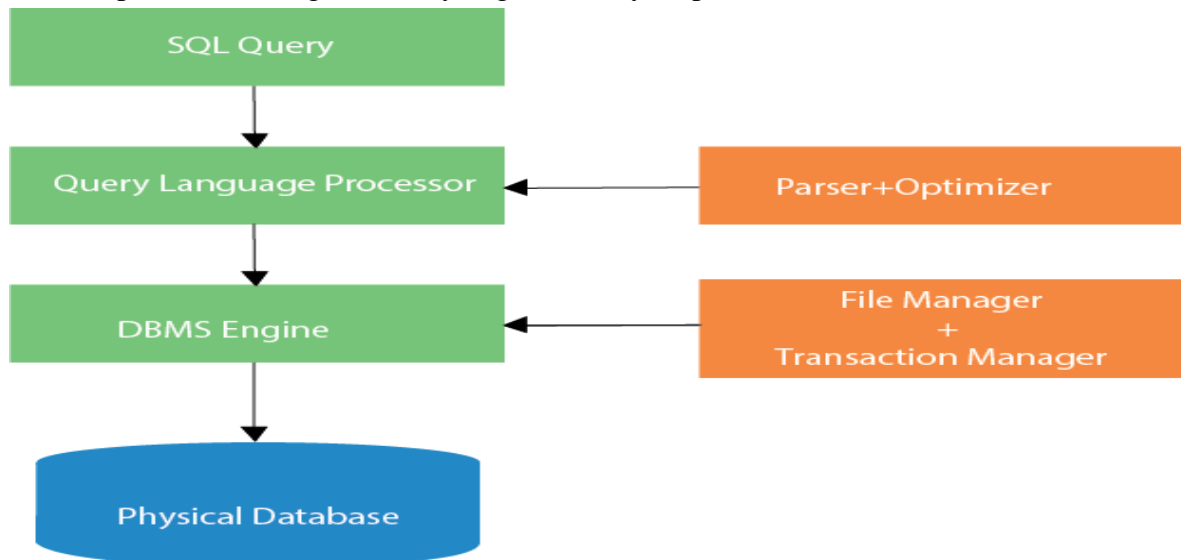 SQL Query
Query Language Processor
Parser+Optimizer
DBMS Engine
File Manager
+
Transaction Manager
Physical Database